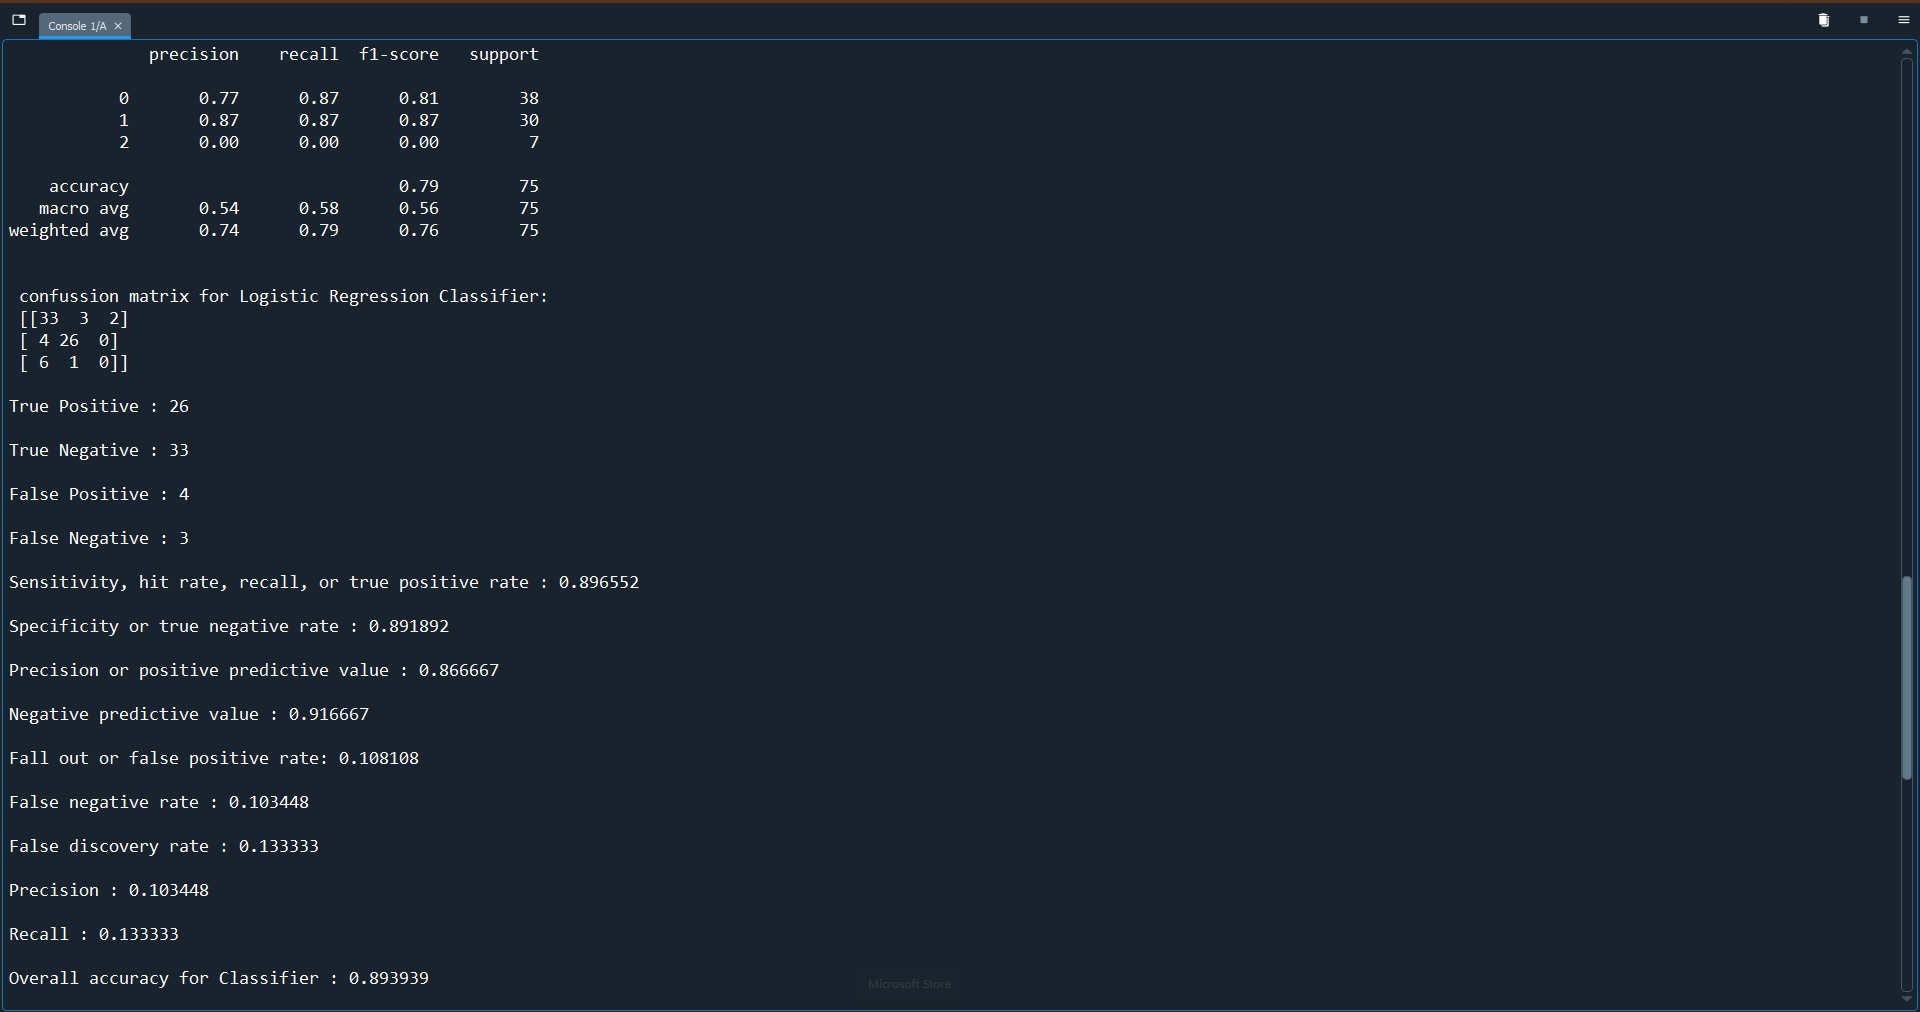 Console 1/A
precision recall f1-score support
0 0.77 0.87 0.81 38
1 0.87 0.87 0.87 30
2 0.00 0.00 0.00 7
accuracy 0.79 75
macro avg 0.54 0.58 0.56 75
weighted avg 0.74 0.79 0.76 75
confussion matrix for Logistic Regression Classifier:
[[33 3 2]
[ 4 26 0]
[ 6 1 0]]
True Positive : 26
True Negative : 33
False Positive : 4
False Negative : 3
Sensitivity, hit rate, recall, or true positive rate : 0.896552
Specificity or true negative rate : 0.891892
Precision or positive predictive value : 0.866667
Negative predictive value : 0.916667
Fall out or false positive rate: 0.108108
False negative rate : 0.103448
False discovery rate : 0.133333
Precision : 0.103448
Recall : 0.133333
Overall accuracy for Classifier : 0.893939
Microsoft Store